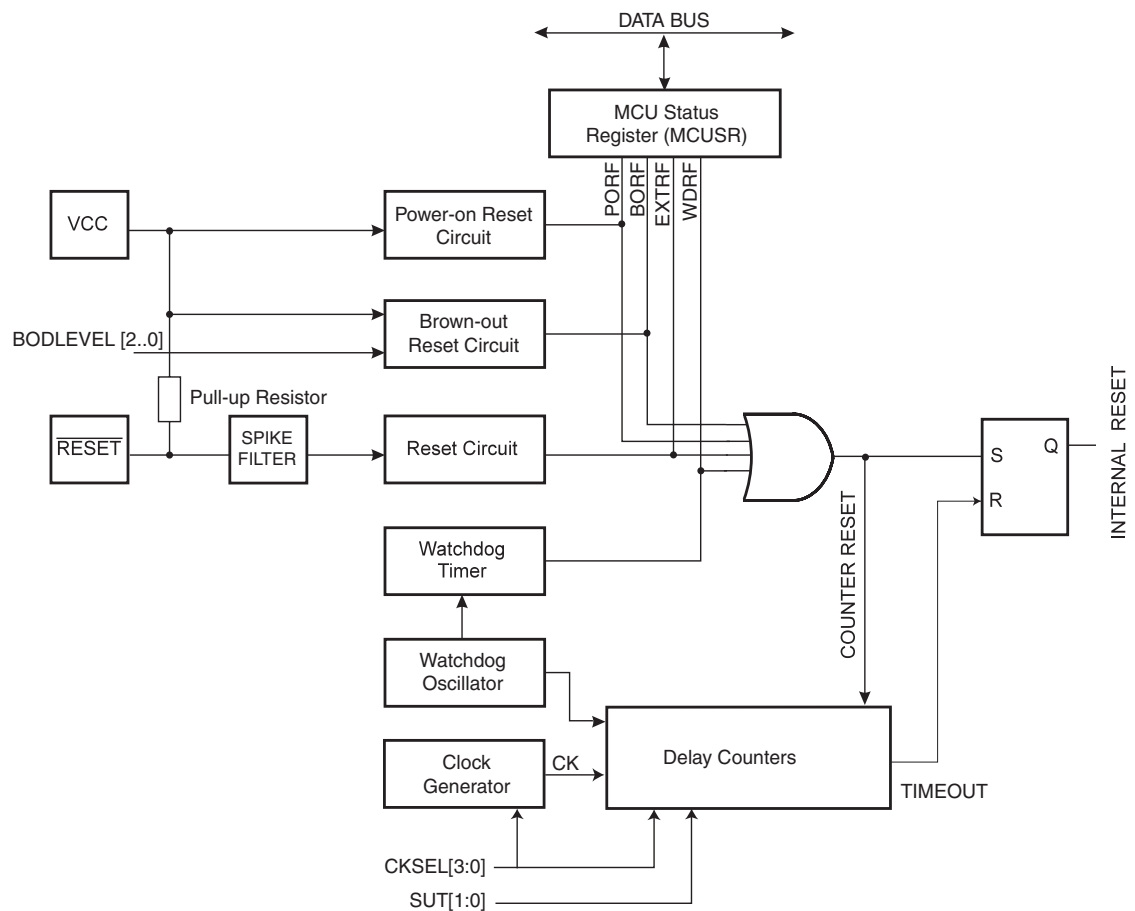 DATA BUS
MCU Status
Register (MCUSR)
PORF
BORF
EXTRF
WDRF
VCC
Power-on Reset
Circuit
BODLEVEL [2..0]
Brown-out
Reset Circuit
Pull-up Resistor
RESET
SPIKE
FILTER
Reset Circuit
S
Q
R
INTERNAL RESET
COUNTER RESET
Watchdog
Timer
Watchdog
Oscillator
Clock
Generator
CK
Delay Counters
TIMEOUT
CKSEL[3:0]
SUT[1:0]